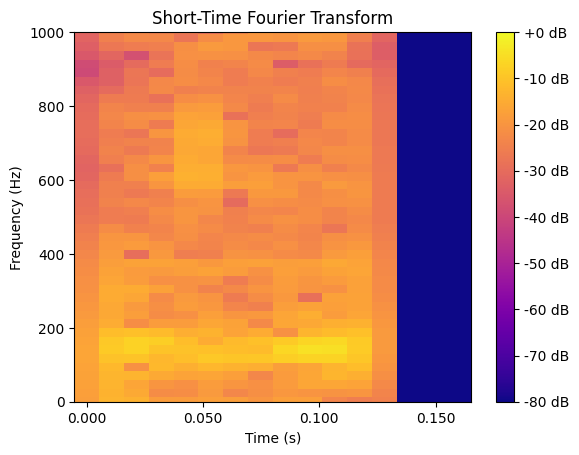 Short-Time Fourier Transform
1000
800
600
400
200
0
Frequency (Hz)
0.000
0.050
0.100
0.150
Time (s)
+0 dB
-10 dB
-20 dB
-30 dB
-40 dB
-50 dB
-60 dB
-70 dB
-80 dB